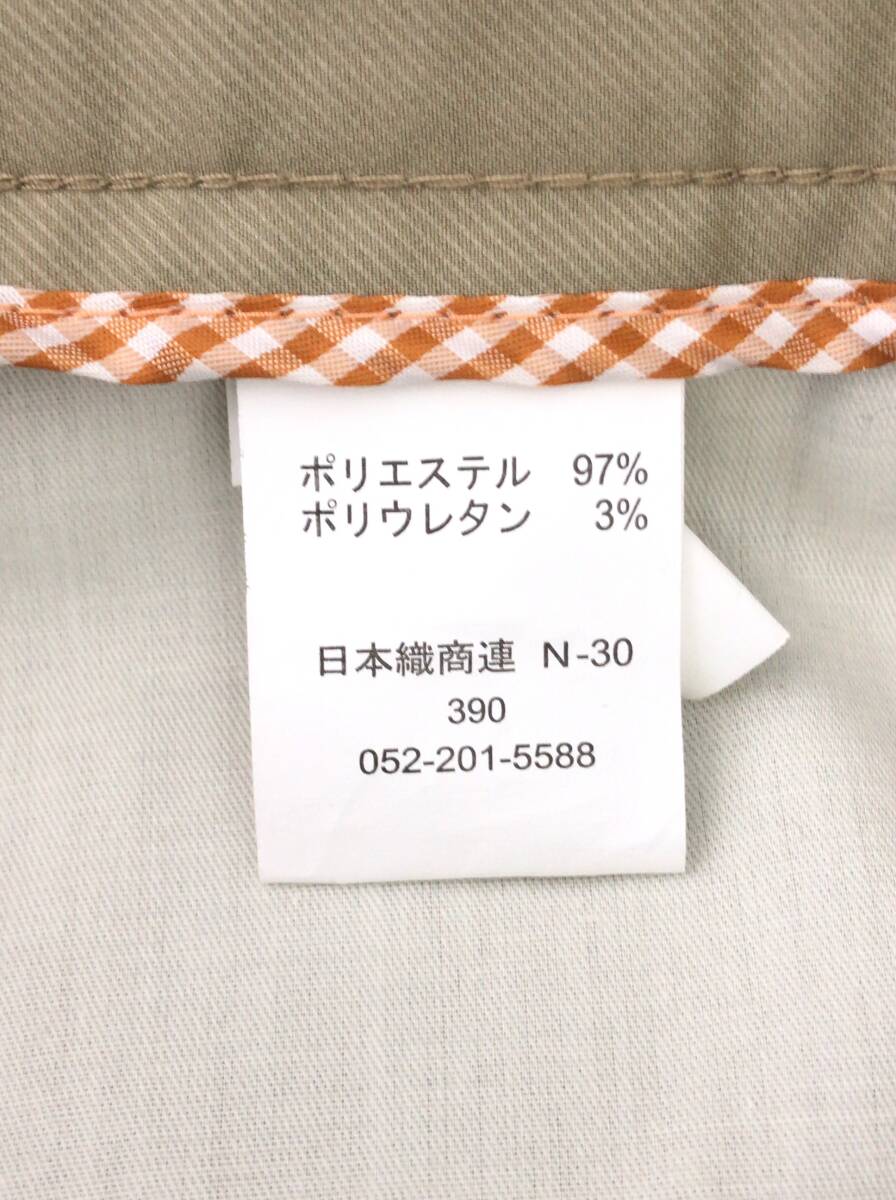 ポリエステル 97%
ポリウレタン 3%
日本織商連 N-30
390
052-201-5588